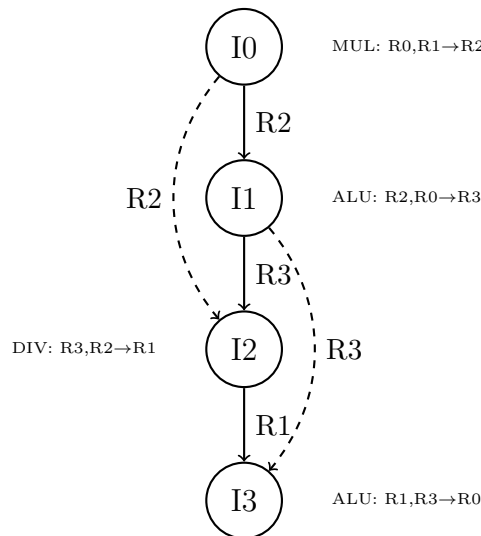 I0
MUL: R0,R1→R2
R2
R2
I1
ALU: R2,R0→R3
R3
DIV: R3,R2→R1
I2
R3
R1
I3
ALU: R1,R3→R0